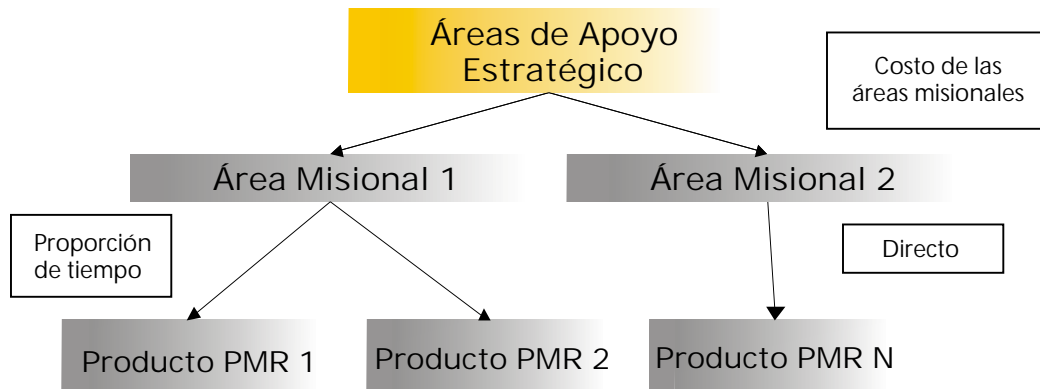 Áreas de Apoyo
Estratégico
Costo de las
áreas misionales
Área Misional 1
Área Misional 2
Proporción
de tiempo
Directo
Producto PMR 1
Producto PMR 2
Producto PMR N